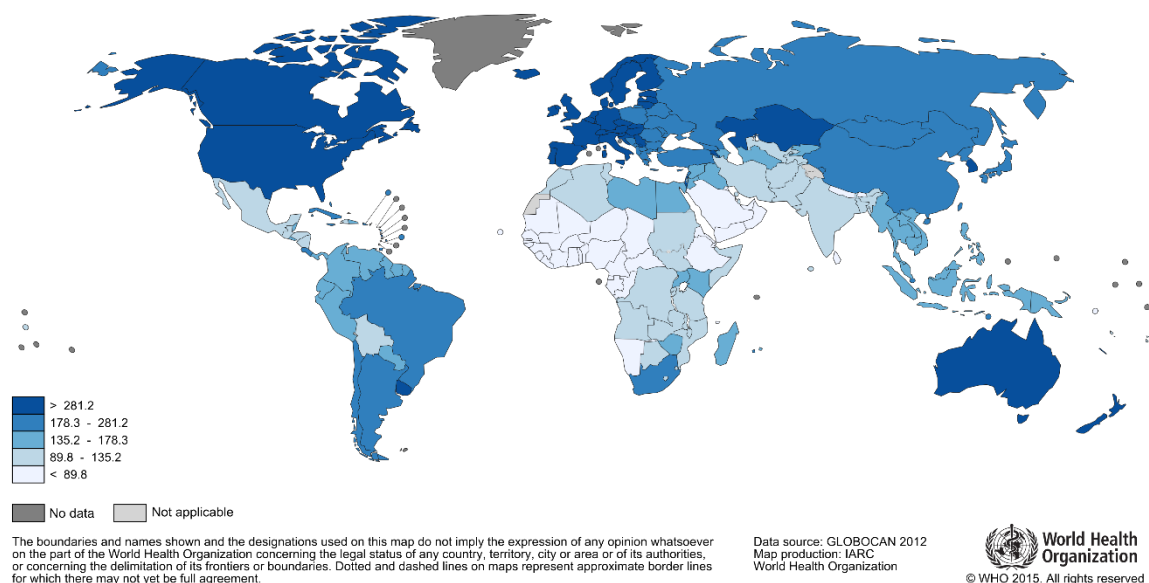 > 281.2
178.3 - 281.2
135.2 - 178.3
89.8 - 135.2
< 89.8
No data
Not applicable
The boundaries and names shown and the designations used on this map do not imply the expression of any opinion whatsoever
on the part of the World Health Organization concerning the legal status of any country, territory, city or area or of its authorities,
or concerning the delimitation of its frontiers or boundaries. Dotted and dashed lines on maps represent approximate border lines
for which there may not yet be full agreement.
Data source: GLOBOCAN 2012
Map production: IARC
World Health Organization
World Health
Organization
© WHO 2015. All rights reserved